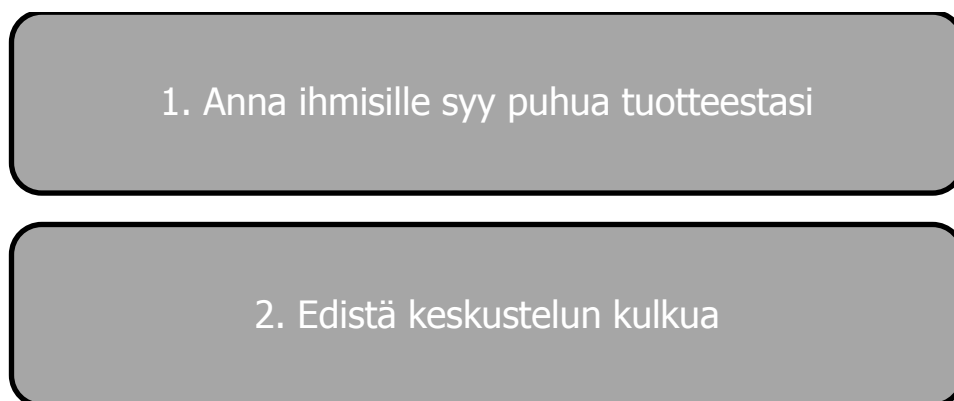 1. Anna ihmisille syy puhua tuotteestasi
2. Edistä keskustelun kulkua